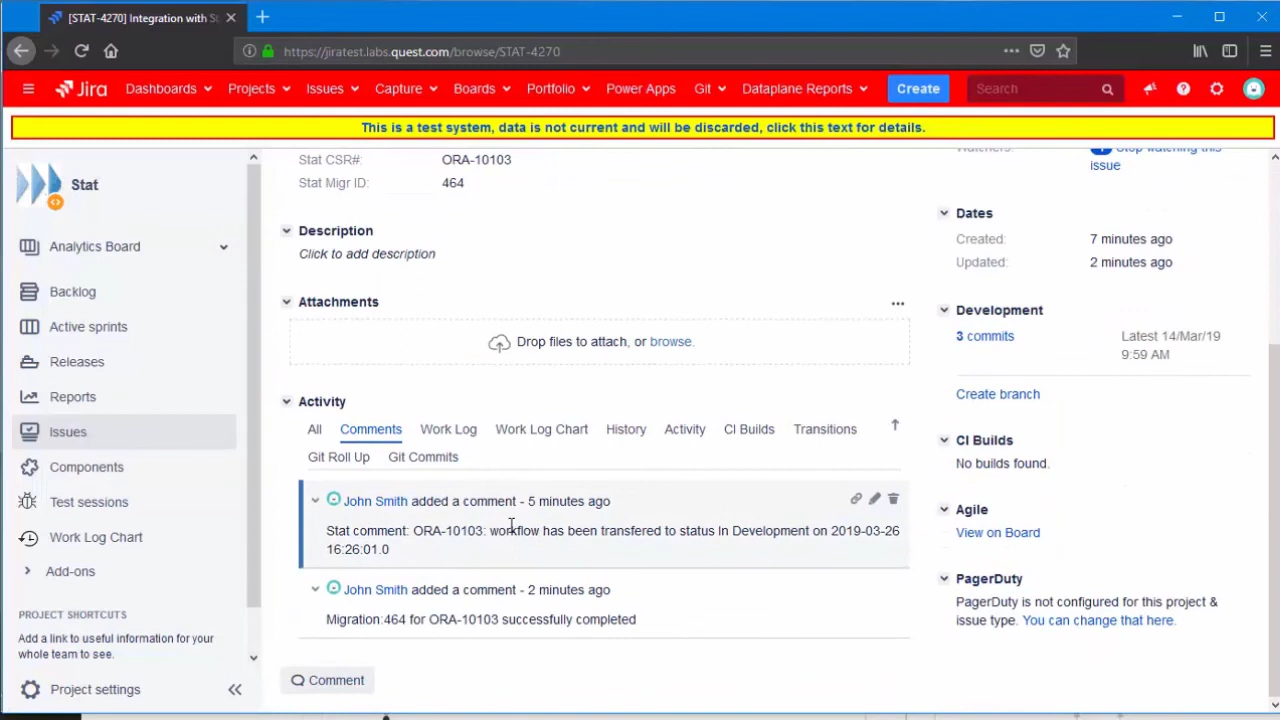 [STAT-4270] Integration with St
https://jiratest.labs.quest.com/browse/STAT-4270
Jira
Dashboards
Projects
Issues
Capture
Boards
Portfolio
Power Apps
Git
Dataplane Reports
Create
Search
This is a test system, data is not current and will be discarded, click this text for details.
Stat
Analytics Board
Backlog
Active sprints
Releases
Reports
Issues
Components
Test sessions
Work Log Chart
Add-ons
PROJECT SHORTCUTS
Add a link to useful information for your
whole team to see.
Project settings
Stat CSR#: ORA-10103
Stat Migr ID: 464
Description
Click to add description
Attachments
Drop files to attach, or browse.
Activity
All Comments Work Log Work Log Chart History Activity CI Builds Transitions
Git Roll Up Git Commits
John Smith added a comment - 5 minutes ago
Stat comment: ORA-10103: workflow has been transfered to status In Development on 2019-03-26
16:26:01.0
John Smith added a comment - 2 minutes ago
Migration:464 for ORA-10103 successfully completed
Comment
Watchers: 1 Stop watching this
issue
Dates
Created: 7 minutes ago
Updated: 2 minutes ago
Development
3 commits Latest 14/Mar/19
9:59 AM
Create branch
CI Builds
No builds found.
Agile
View on Board
PagerDuty
PagerDuty is not configured for this project &
issue type. You can change that here.